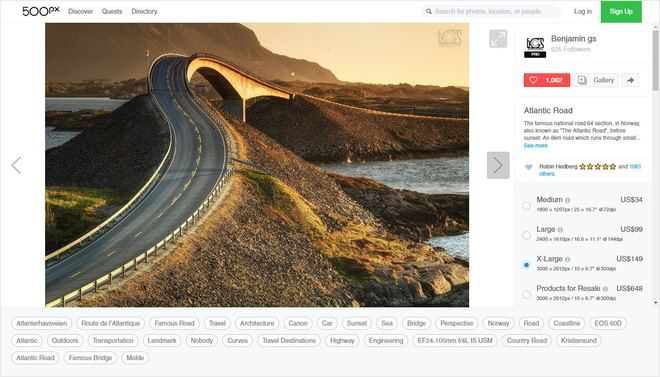 500px Discover Quests Directory Search for photos, location, or people Log in Sign Up
Benjamin gs
625 Followers
PRO
1,062 Gallery
Atlantic Road
The famous national road 64 section, in Norway,
also known as "The Atlantic Road", before
sunset. An 8km road which runs through small...
See more
Robin Hedberg and 1061
others.
Medium US$34
1800 x 1207px / 25 x 16.7" @72dpi
Large US$99
2400 x 1610px / 16.6 x 11.1" @144dpi
X-Large US$149
3000 x 2012px / 10 x 6.7" @300dpi
Products for Resale US$648
3000 x 2012px / 10 x 6.7" @300dpi
Atlanterhavsveien Route de l'Atlantique Famous Road Travel Architecture Canon Car Sunset Sea Bridge Perspective Norway Road Coastline EOS 60D
Atlantic Outdoors Transportation Landmark Nobody Curves Travel Destinations Highway Engineering EF24-105mm f/4L IS USM Country Road Kristiansund
Atlantic Road Famous Bridge Molde